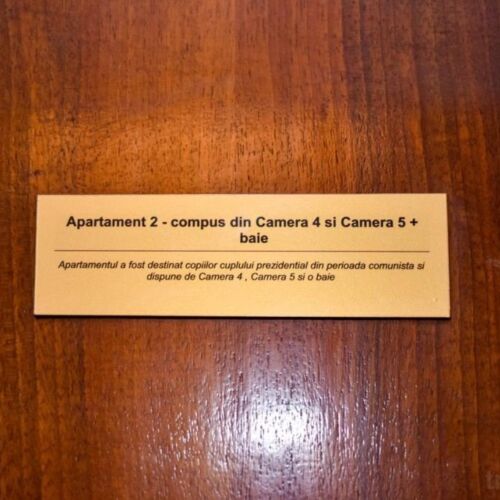 Apartament 2 - compus din Camera 4 si Camera 5 +
baie
Apartamentul a fost destinat copiilor cuplului prezidential din perioada comunista si
dispune de Camera 4 , Camera 5 si o baie